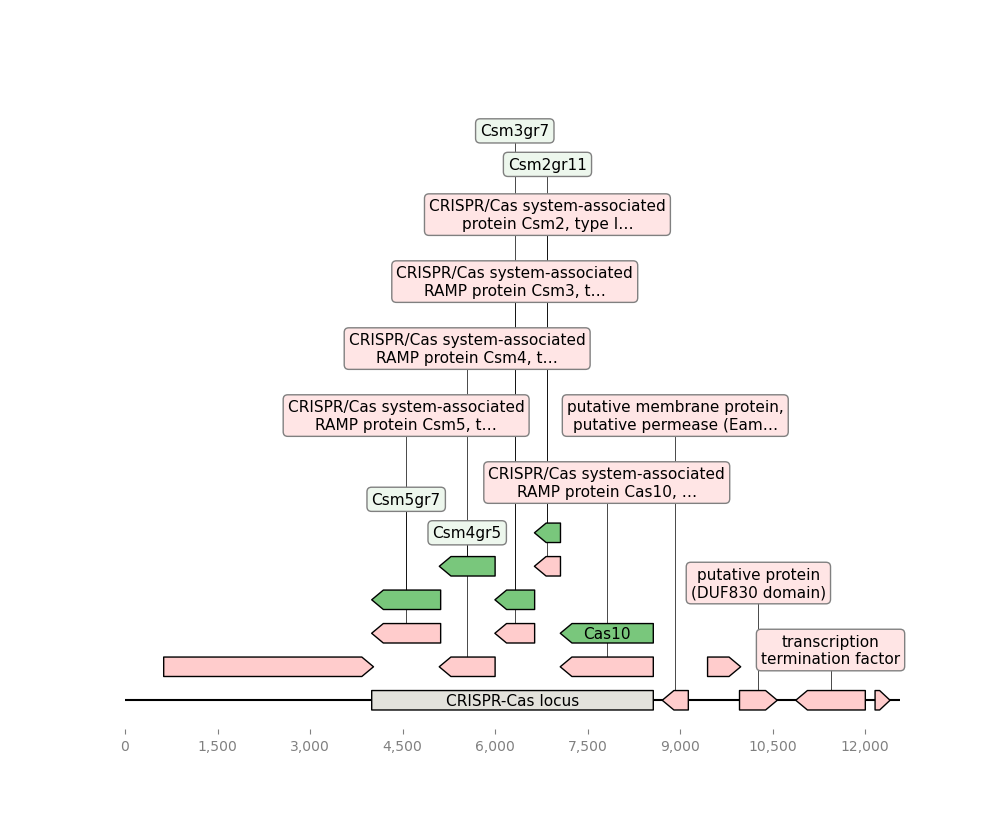 Csm3gr7
Csm2gr11
CRISPR/Cas system-associated
protein Csm2, type I…
CRISPR/Cas system-associated
RAMP protein Csm3, t…
CRISPR/Cas system-associated
RAMP protein Csm4, t…
CRISPR/Cas system-associated
RAMP protein Csm5, t…
putative membrane protein,
putative permease (Eam…
CRISPR/Cas system-associated
RAMP protein Cas10, …
Csm5gr7
Csm4gr5
putative protein
(DUF830 domain)
Cas10
transcription
termination factor
CRISPR-Cas locus
0 1,500 3,000 4,500 6,000 7,500 9,000 10,500 12,000